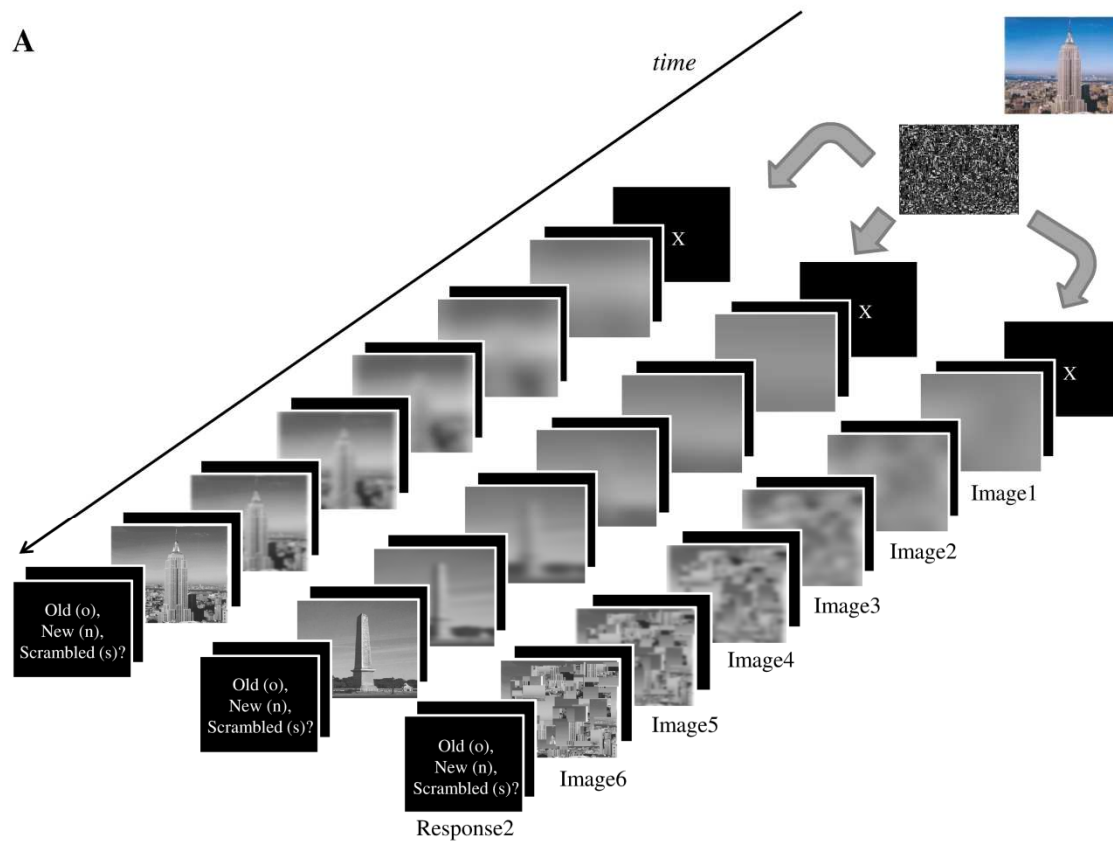 A
time
X
X
X
Image1
Image2
Image3
Image4
Image5
Image6
Old (o),
New (n),
Scrambled (s)?
Old (o),
New (n),
Scrambled (s)?
Old (o),
New (n),
Scrambled (s)?
Response2